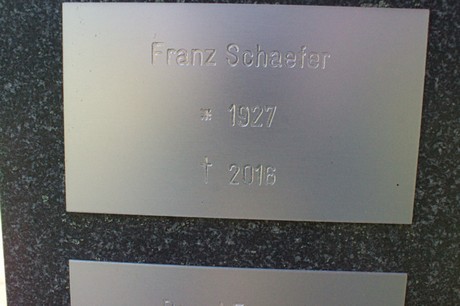 Franz Schaefer
* 1927
† 2016